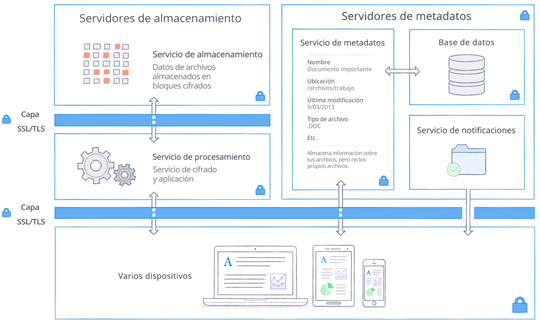 Servidores de almacenamiento
Servicio de almacenamiento
Datos de archivos
almacenados en
bloques cifrados
Capa
SSL/TLS
Servicio de procesamiento
Servicio de cifrado
y aplicación
Servidores de metadatos
Servicio de metadatos
Nombre
Documento importante
Ubicación
/archivos/trabajo
Última modificación
9/03/2013
Tipo de archivo
.DOC
Etc.
Almacena información sobre
tus archivos, pero no los
propios archivos.
Base de datos
Servicio de notificaciones
Capa
SSL/TLS
Varios dispositivos
A
A
A